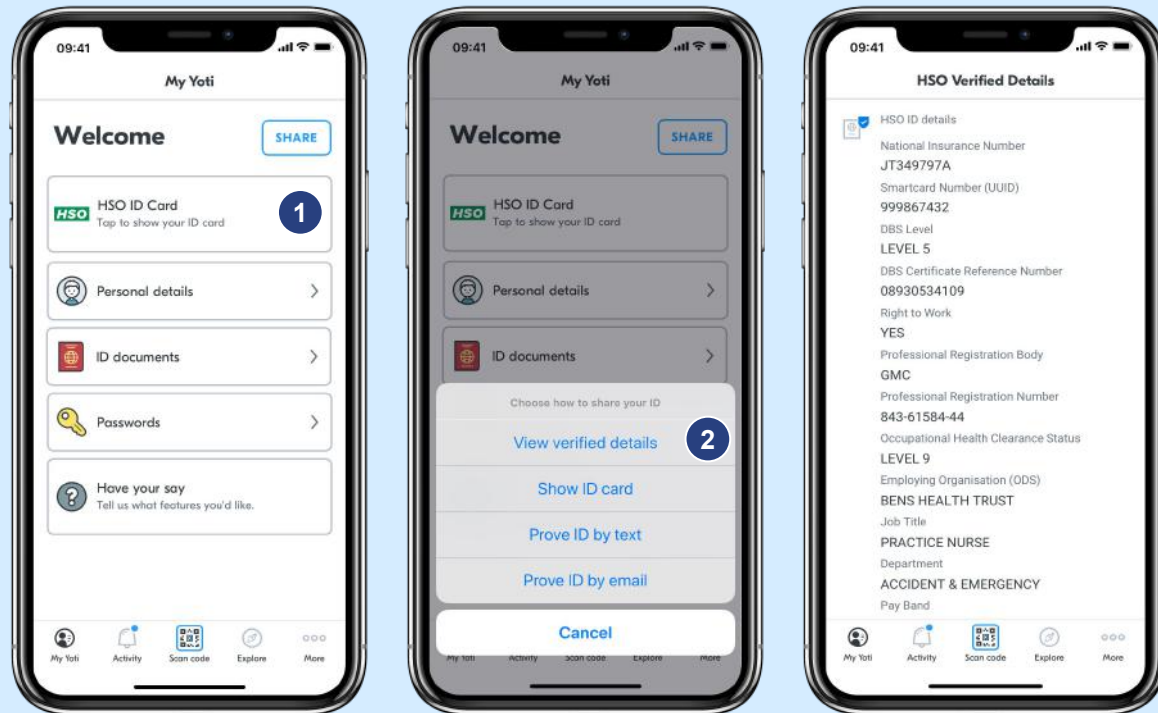 09:41
My Yoti
Welcome
SHARE
HSO
HSO ID Card
Tap to show your ID card
1
Personal details
ID documents
Passwords
Have your say
Tell us what features you'd like.
My Yoti
Activity
Scan code
Explore
More
09:41
My Yoti
Welcome
SHARE
HSO
HSO ID Card
Tap to show your ID card
Personal details
ID documents
Choose how to share your ID
View verified details
2
Show ID card
Prove ID by text
Prove ID by email
Cancel
My Yoti
Activity
Scan code
Explore
More
09:41
HSO Verified Details
HSO ID details
National Insurance Number
JT349797A
Smartcard Number (UUID)
999867432
DBS Level
LEVEL 5
DBS Certificate Reference Number
08930534109
Right to Work
YES
Professional Registration Body
GMC
Professional Registration Number
843-61584-44
Occupational Health Clearance Status
LEVEL 9
Employing Organisation (ODS)
BENS HEALTH TRUST
Job Title
PRACTICE NURSE
Department
ACCIDENT & EMERGENCY
Pay Band
My Yoti
Activity
Scan code
Explore
More